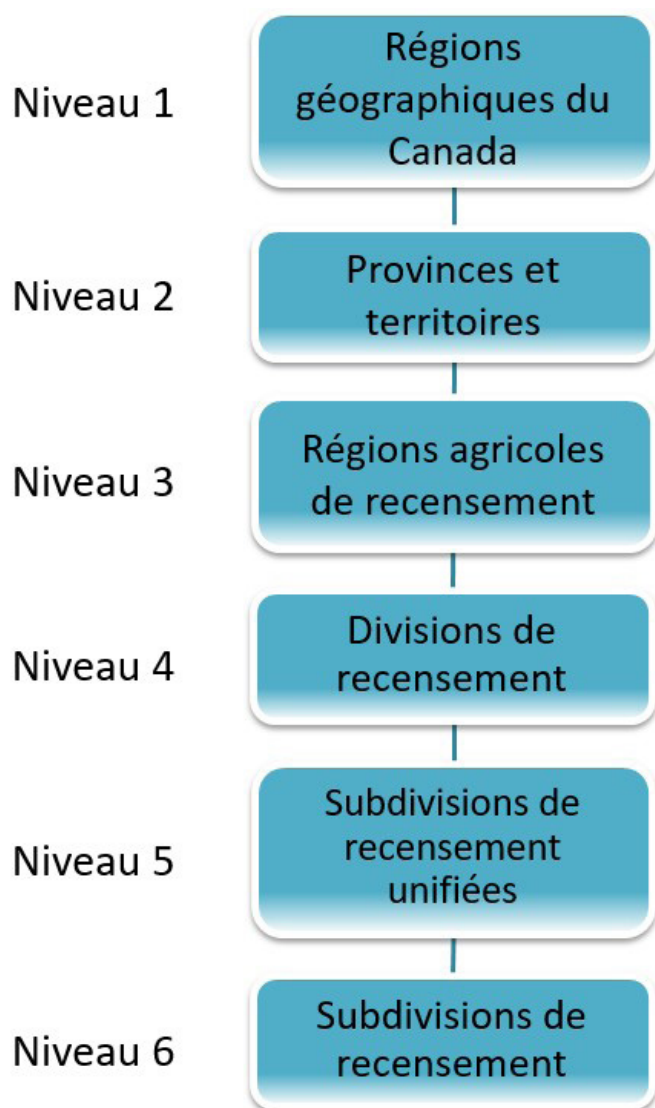 Niveau 1
Régions
géographiques du
Canada
Niveau 2
Provinces et
territoires
Niveau 3
Régions agricoles
de recensement
Niveau 4
Divisions de
recensement
Niveau 5
Subdivisions de
recensement
unifiées
Niveau 6
Subdivisions de
recensement